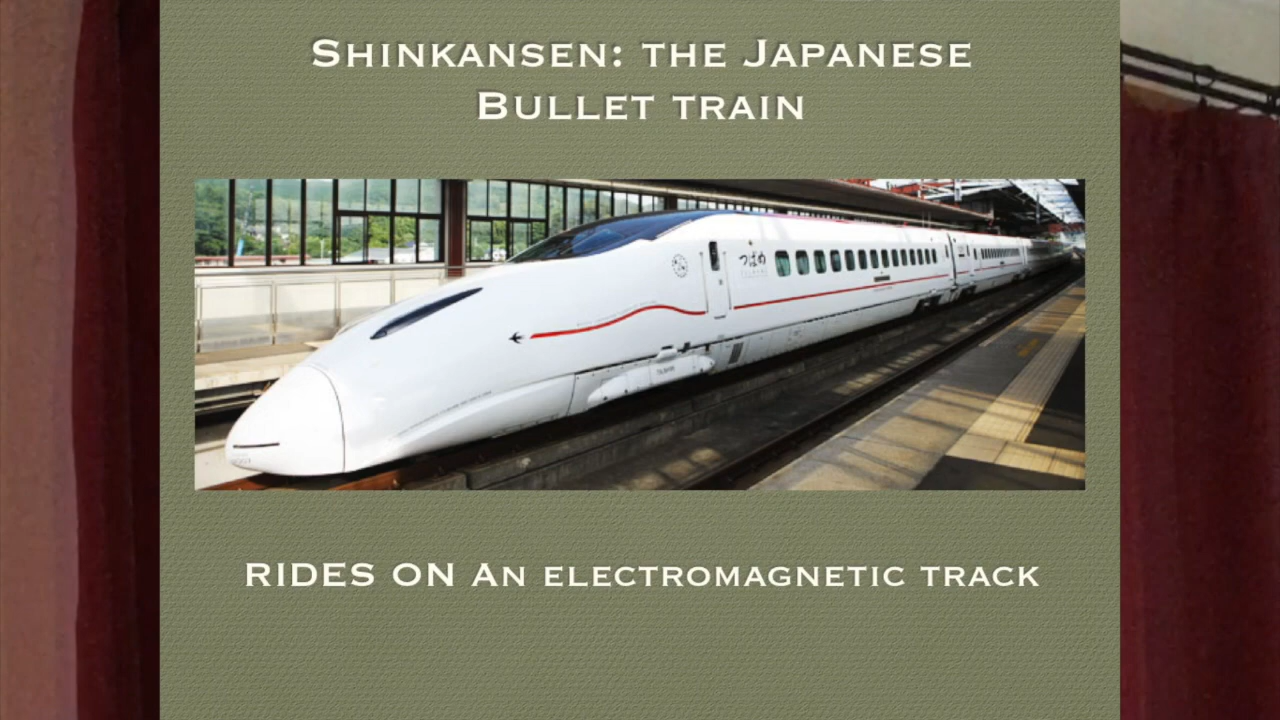 SHINKANSEN: THE JAPANESE
BULLET TRAIN
つばめ
RIDES ON AN ELECTROMAGNETIC TRACK